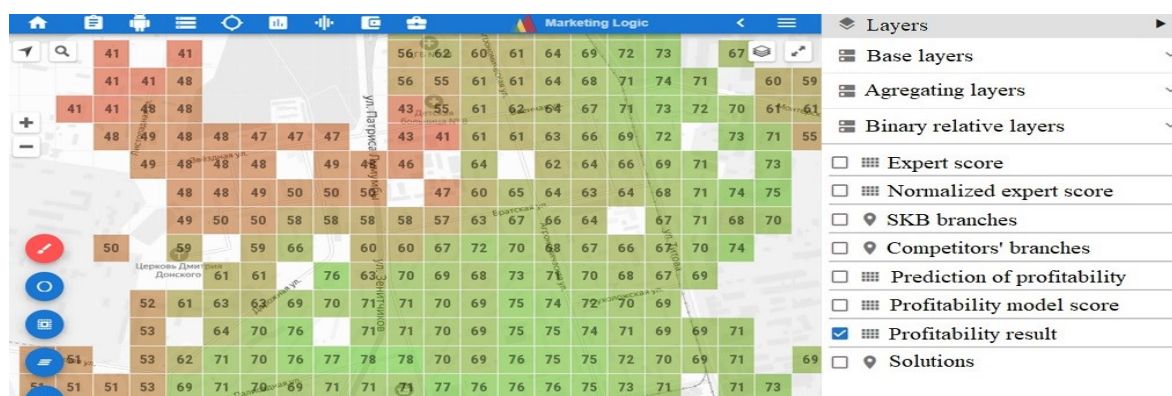 Marketing Logic
Layers
Base layers
Agregating layers
Binary relative layers
Expert score
Normalized expert score
SKB branches
Competitors' branches
Prediction of profitability
Profitability model score
Profitability result
Solutions
41 41 56 62 60 61 64 69 72 73 67
41 41 48 56 55 61 61 64 68 71 74 71 60 59
41 41 48 48 43 55 61 62 64 67 71 73 72 70 61 61
48 49 48 48 47 47 47 43 41 61 61 63 66 69 72 73 71 55
49 48 48 48 49 49 46 64 62 64 66 69 71 73
48 48 49 50 50 50 47 60 65 64 63 64 68 71 74 75
49 50 50 58 58 58 58 57 63 67 66 64 67 71 68 70
50 59 59 66 60 60 67 72 70 68 67 66 67 70 74
61 61 76 63 70 69 68 73 70 68 67 69
52 61 63 63 69 70 71 71 70 69 75 74 72 70 69
53 64 70 76 71 71 70 69 75 75 74 71 69 69 71
51 53 62 71 70 76 77 78 78 70 69 76 75 75 72 70 69 71 69
51 51 51 53 69 71 70 69 71 71 71 77 76 76 76 75 73 71 71 73
ул. Патриса Лумумбы
Звёздная ул.
Братская ул.
ул. Титова
Церковь Дмитрия
Донского
ул. Зенитчиков